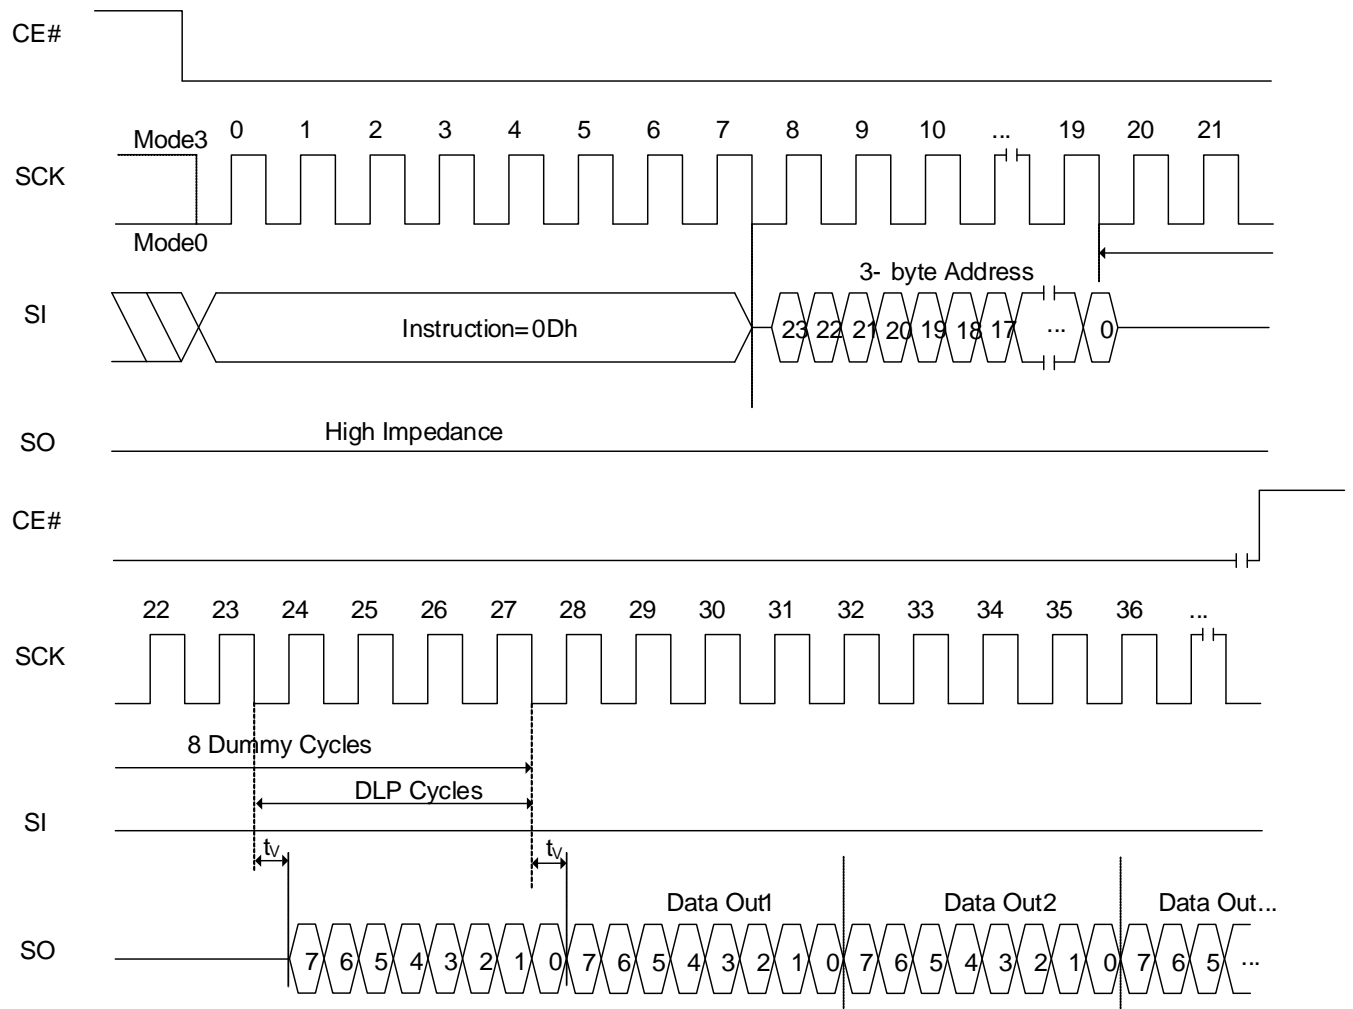 CE#
Mode3
0 1 2 3 4 5 6 7 8 9 10 ... 19 20 21
SCK
Mode0
3- byte Address
SI
Instruction=0Dh
23 22 21 20 19 18 17 ... 0
High Impedance
SO
CE#
22 23 24 25 26 27 28 29 30 31 32 33 34 35 36 ...
SCK
8 Dummy Cycles
DLP Cycles
SI
tV tV
Data Out1 Data Out2 Data Out...
SO
7 6 5 4 3 2 1 0 7 6 5 4 3 2 1 0 7 6 5 4 3 2 1 0 7 6 5 ...